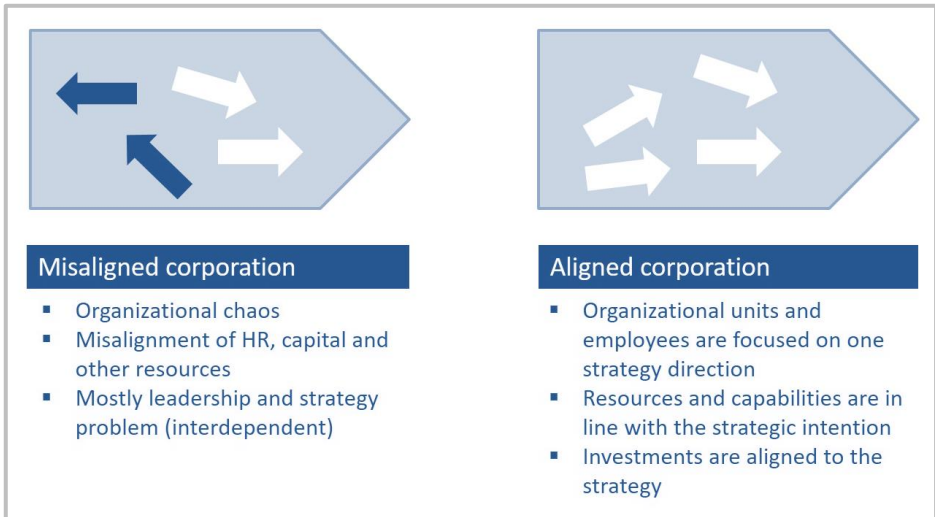 Misaligned corporation
▪ Organizational chaos
▪ Misalignment of HR, capital and
other resources
▪ Mostly leadership and strategy
problem (interdependent)
Aligned corporation
▪ Organizational units and
employees are focused on one
strategy direction
▪ Resources and capabilities are in
line with the strategic intention
▪ Investments are aligned to the
strategy